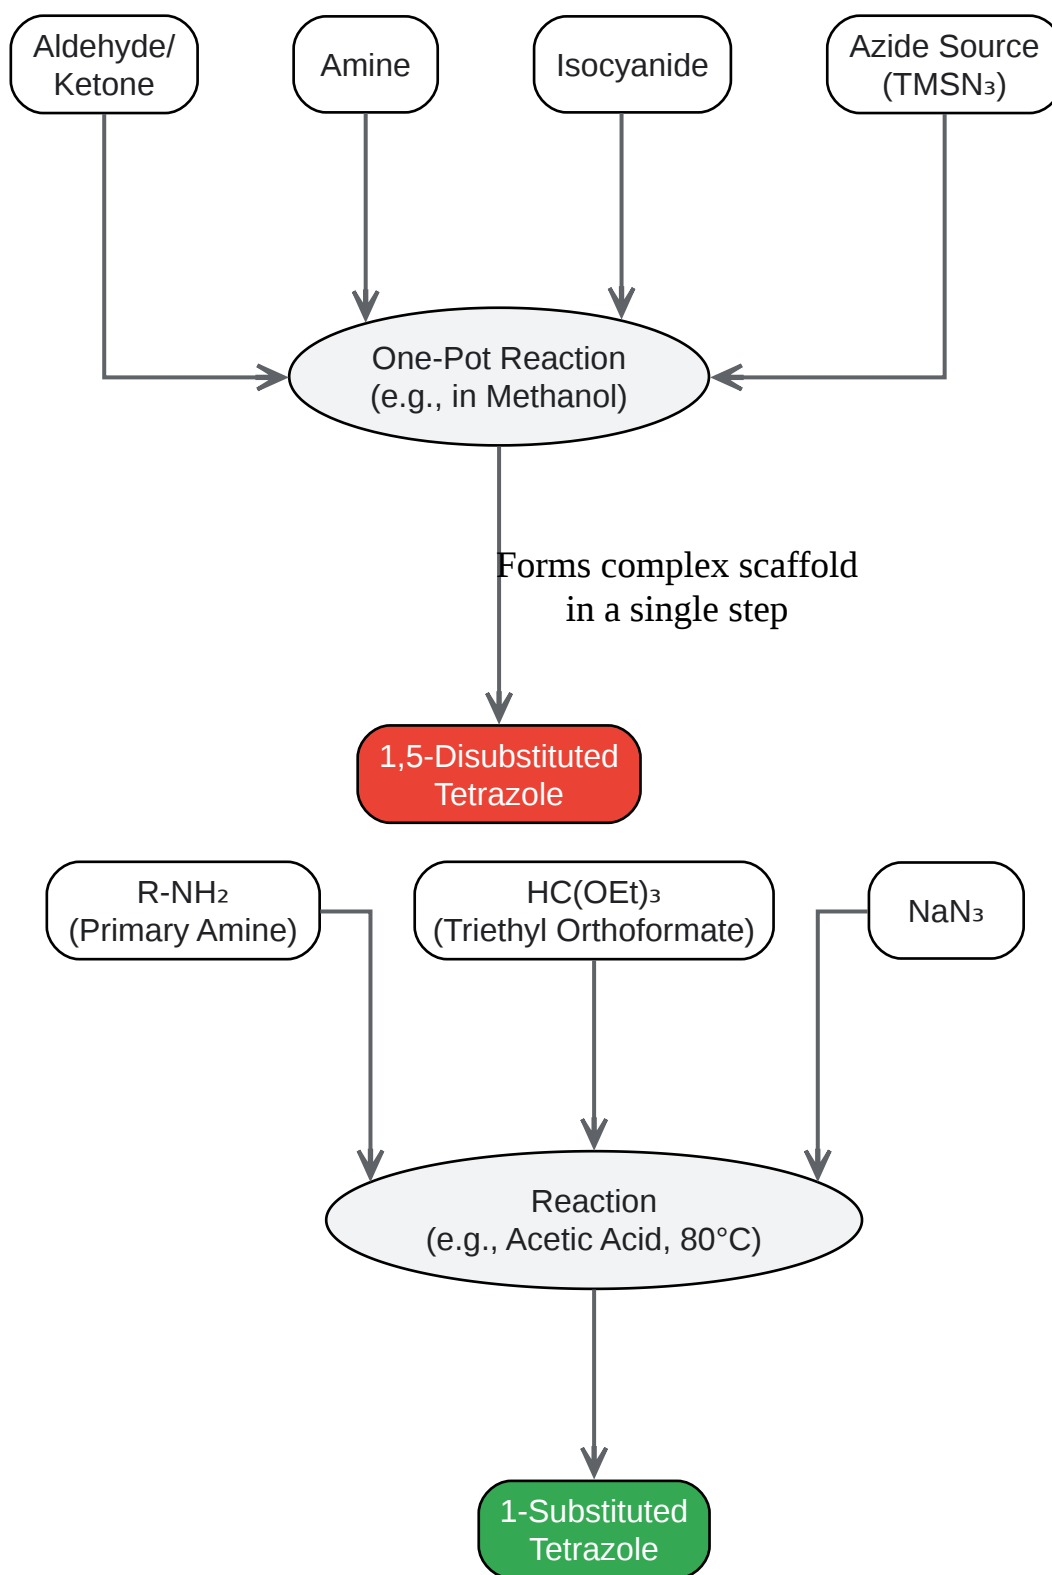 Aldehyde/
Ketone
Amine
Isocyanide
Azide Source
(TMSN₃)
One-Pot Reaction
(e.g., in Methanol)
Forms complex scaffold
in a single step
1,5-Disubstituted
Tetrazole
R-NH₂
(Primary Amine)
HC(OEt)₃
(Triethyl Orthoformate)
NaN₃
Reaction
(e.g., Acetic Acid, 80°C)
1-Substituted
Tetrazole